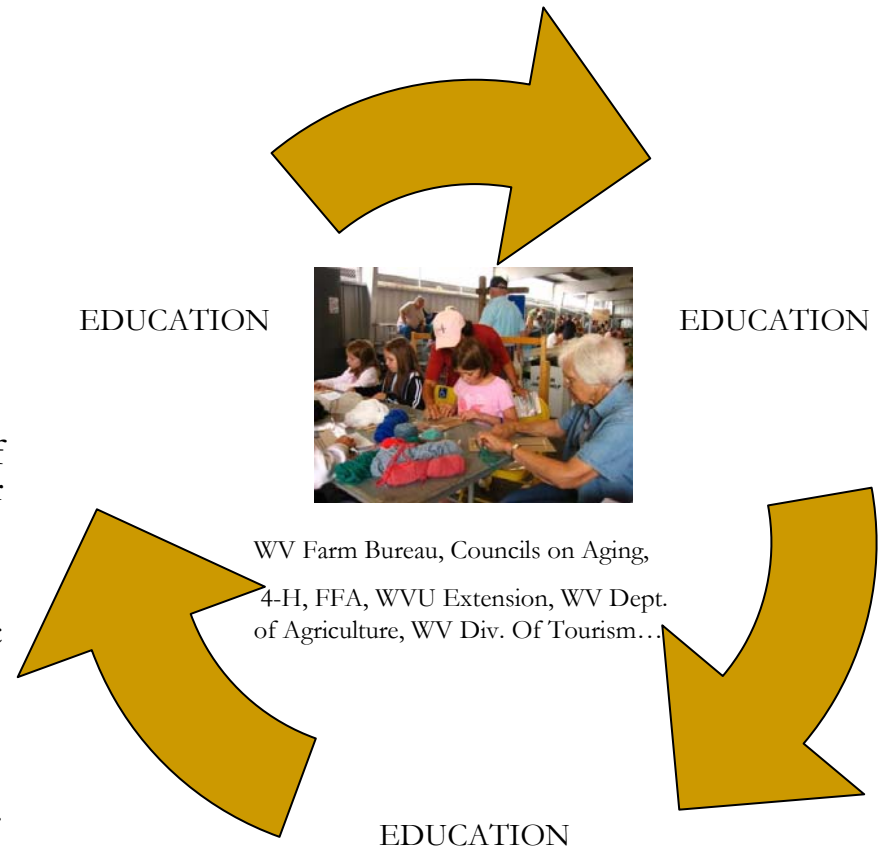 EDUCATION
EDUCATION
WV Farm Bureau, Councils on Aging,
4-H, FFA, WVU Extension, WV Dept.
of Agriculture, WV Div. Of Tourism…
EDUCATION